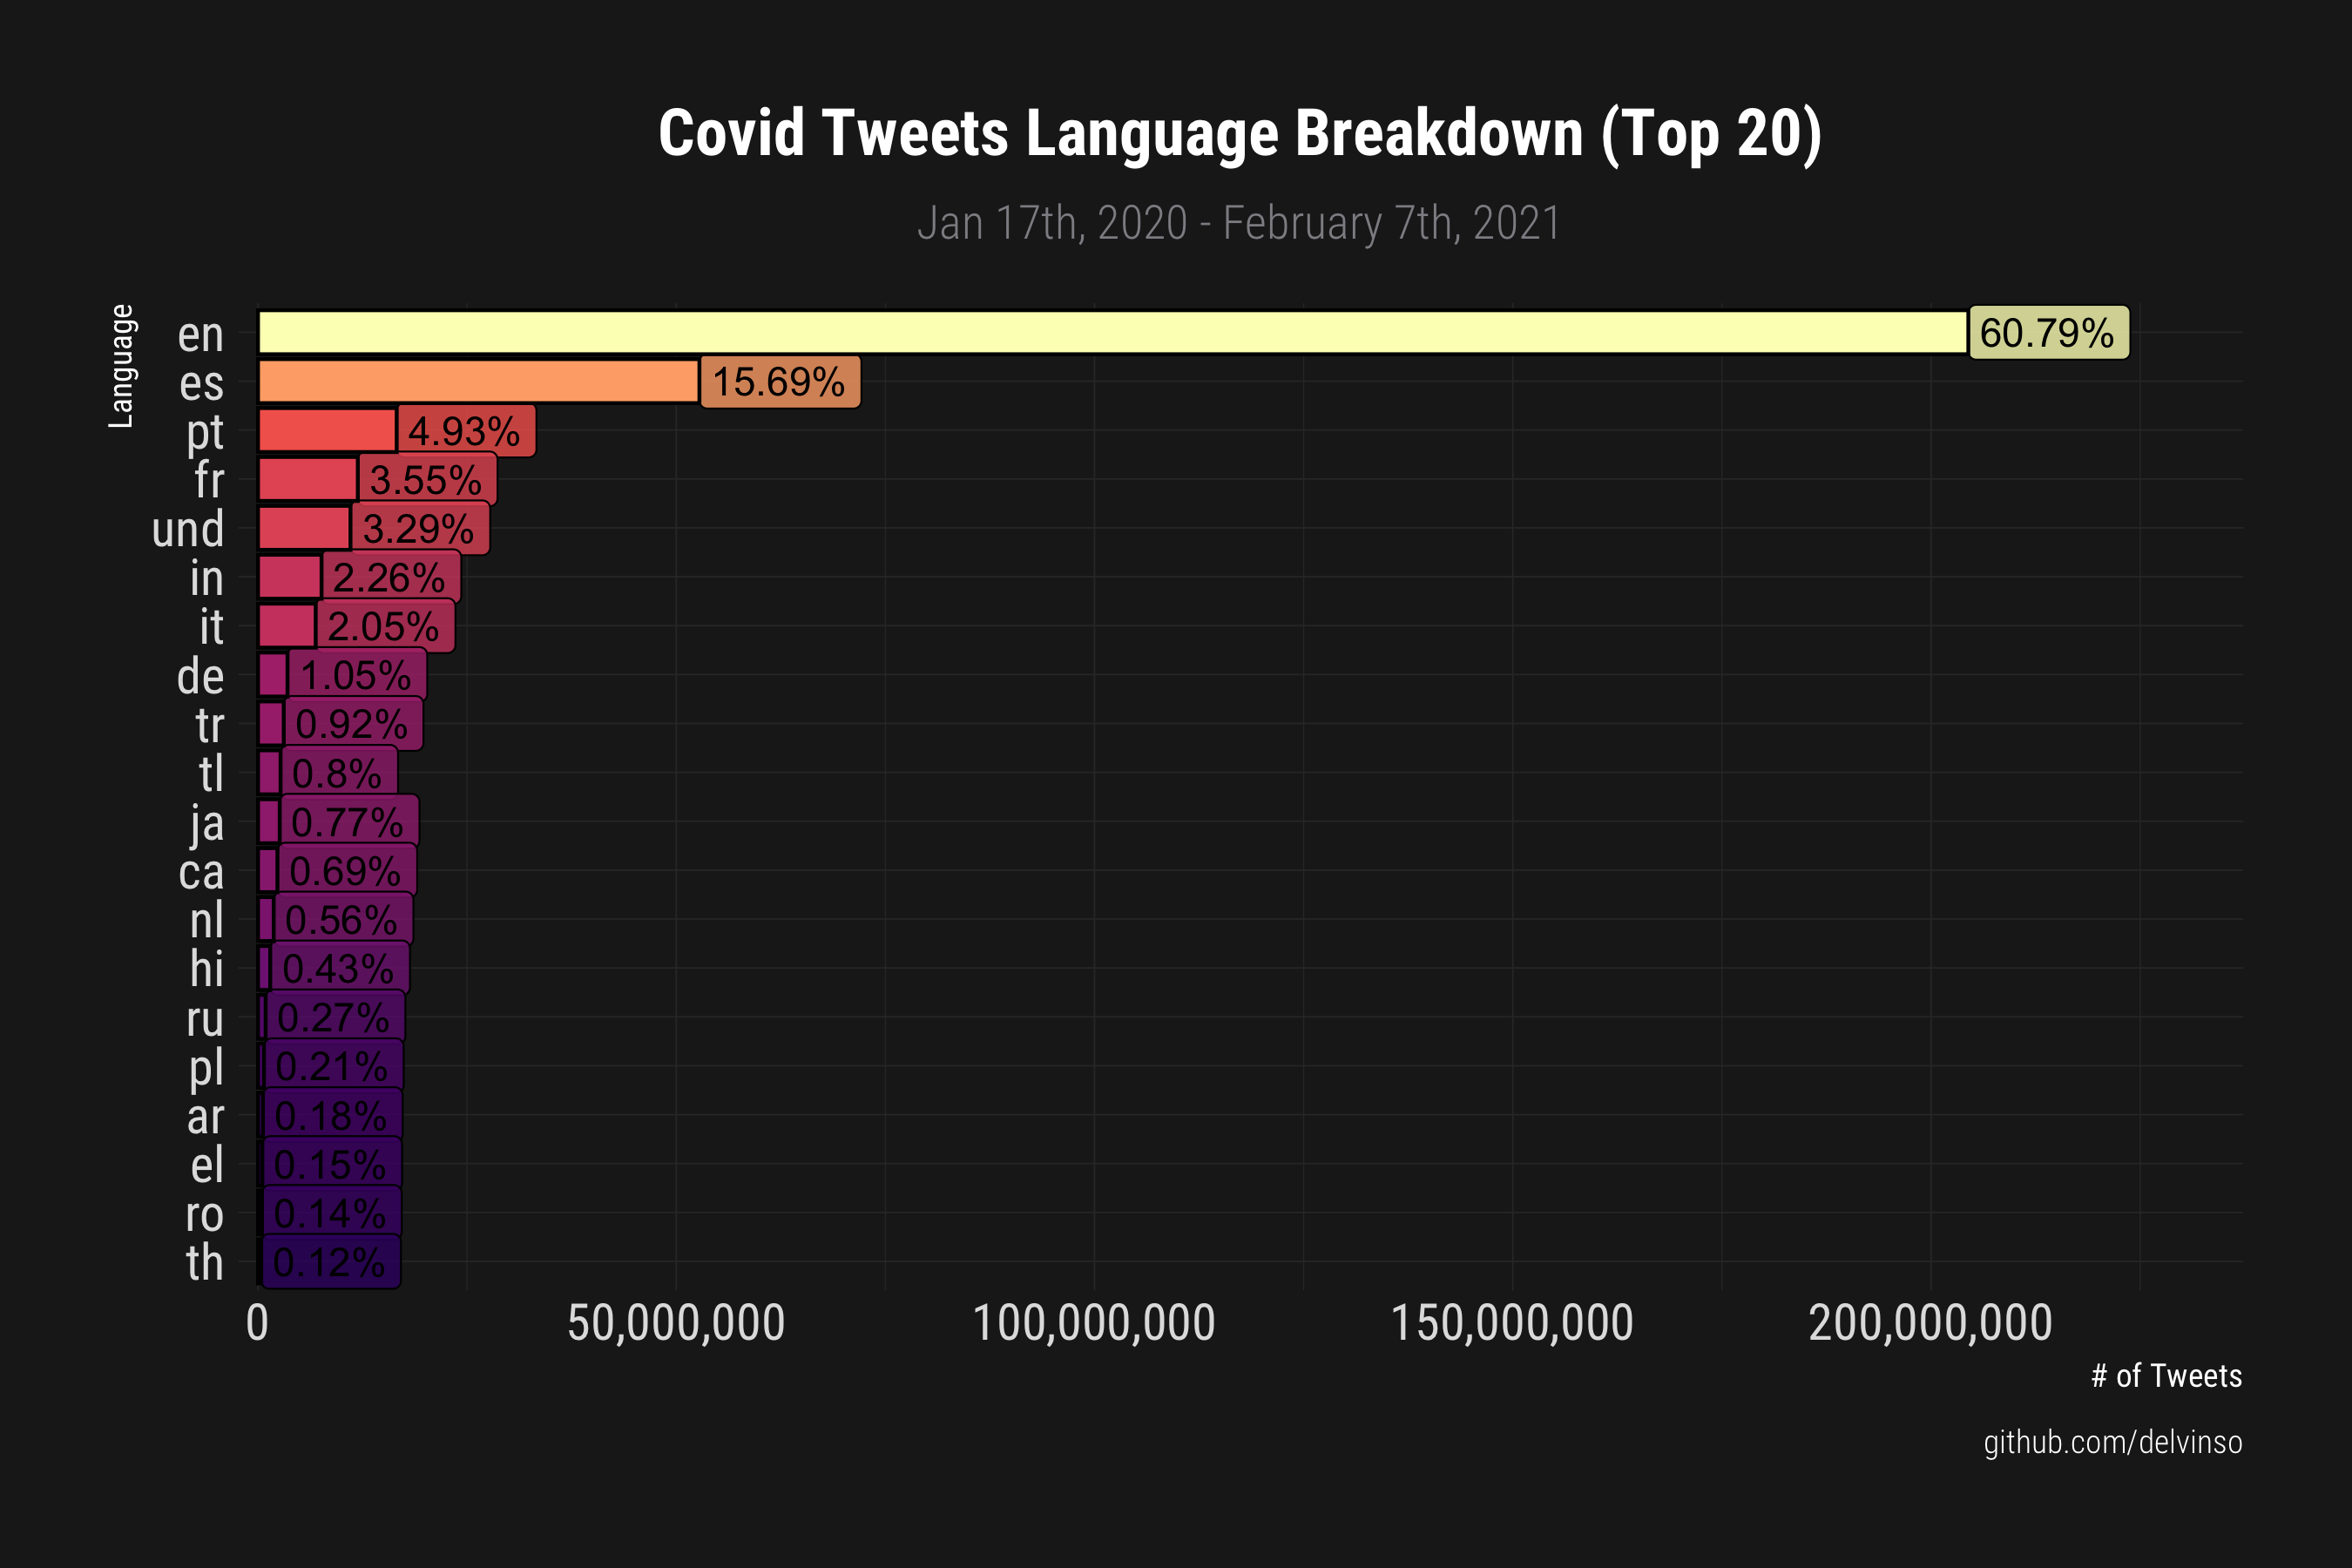 Covid Tweets Language Breakdown (Top 20)
Jan 17th, 2020 - February 7th, 2021
Language
en 60.79%
es 15.69%
pt 4.93%
fr 3.55%
und 3.29%
in 2.26%
it 2.05%
de 1.05%
tr 0.92%
tl 0.8%
ja 0.77%
ca 0.69%
nl 0.56%
hi 0.43%
ru 0.27%
pl 0.21%
ar 0.18%
el 0.15%
ro 0.14%
th 0.12%
0 50,000,000 100,000,000 150,000,000 200,000,000
# of Tweets
github.com/delvinso